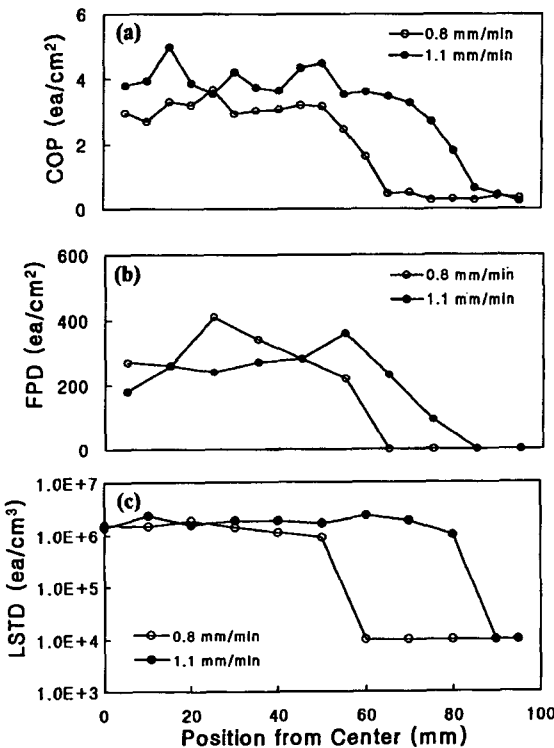 (a)
0.8 mm/min
1.1 mm/min
COP (ea/cm²)
6
4
2
0
(b)
0.8 mm/min
1.1 mm/min
FPD (ea/cm²)
600
400
200
0
(c)
0.8 mm/min
1.1 mm/min
LSTD (ea/cm³)
1.0E+7
1.0E+6
1.0E+5
1.0E+4
1.0E+3
0 20 40 60 80 100
Position from Center (mm)